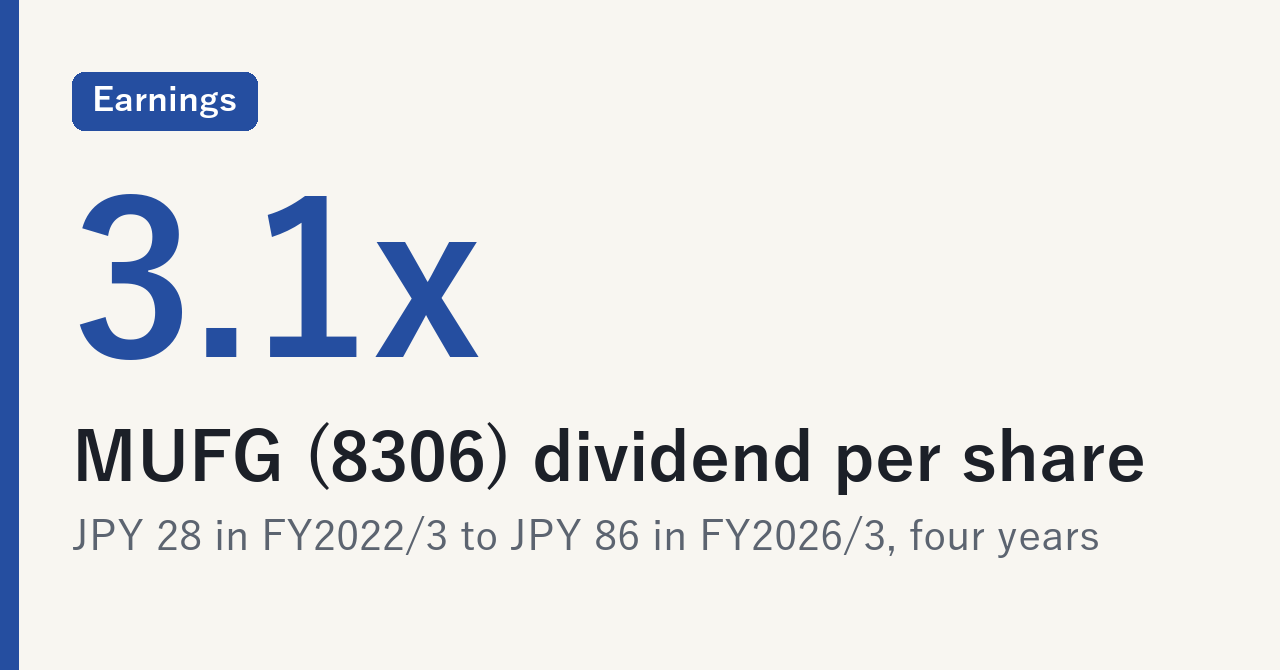 Earnings
3.1x
MUFG (8306) dividend per share
JPY 28 in FY2022/3 to JPY 86 in FY2026/3, four years